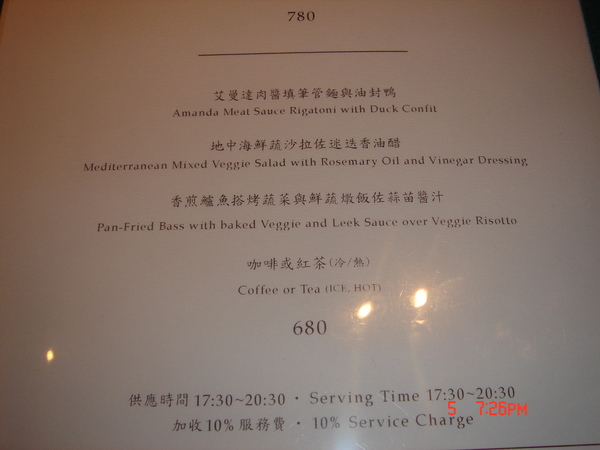 780
艾曼達肉醬填筆管麵與油封鴨
Amanda Meat Sauce Rigatoni with Duck Confit
地中海鮮蔬沙拉佐迷迭香油醋
Mediterranean Mixed Veggie Salad with Rosemary Oil and Vinegar Dressing
香煎鱸魚搭烤蔬菜與鮮蔬燉飯佐蒜苗醬汁
Pan-Fried Bass with baked Veggie and Leek Sauce over Veggie Risotto
咖啡或紅茶(冷/熱)
Coffee or Tea (ICE, HOT)
680
供應時間 17:30~20:30 · Serving Time 17:30~20:30
加收10% 服務費 · 10% Service Charge
5 7:26PM